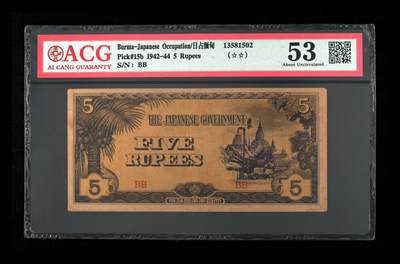 ACG
AI CANG GUARANTY
Burma-Japanese Occupation/日占缅甸 13581502
Pick#15b 1942-44 5 Rupees (☆☆)
S/N: BB
53
About Uncirculated
5 5
THE JAPANESE GOVERNMENT
FIVE
RUPEES
BB BB
5 5